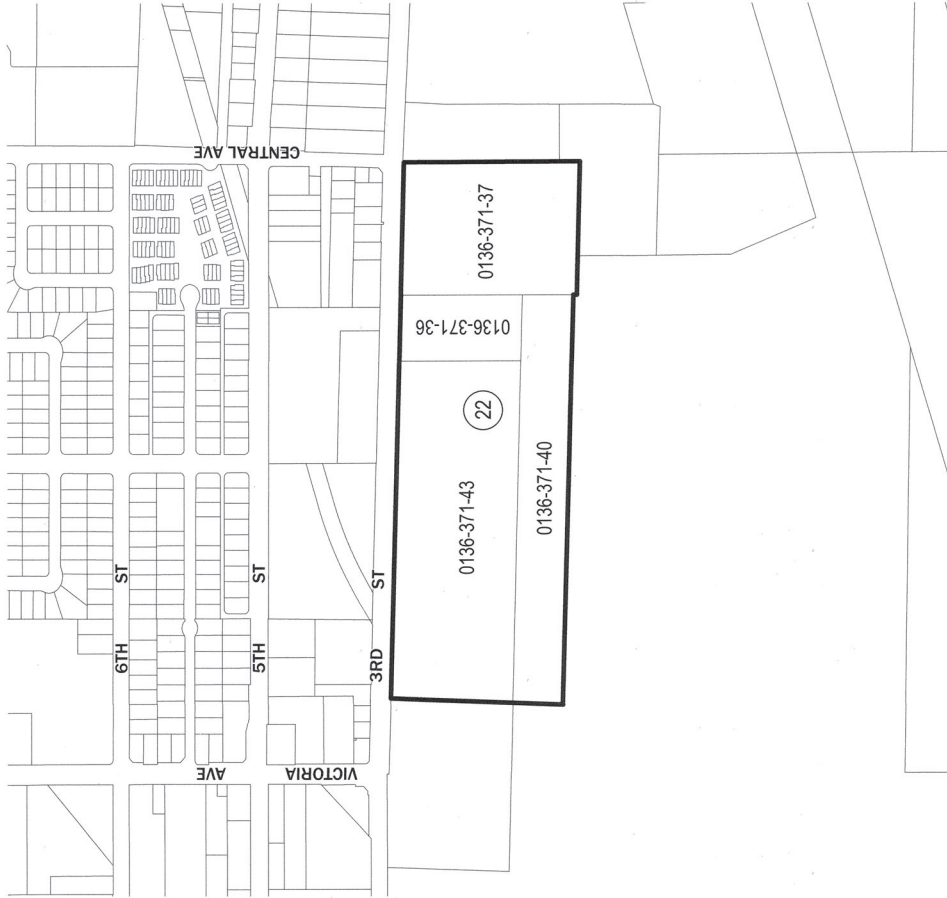 CENTRAL AVE
0136-371-37
0136-371-36
22
0136-371-43
0136-371-40
6TH ST
5TH ST
3RD ST
VICTORIA AVE